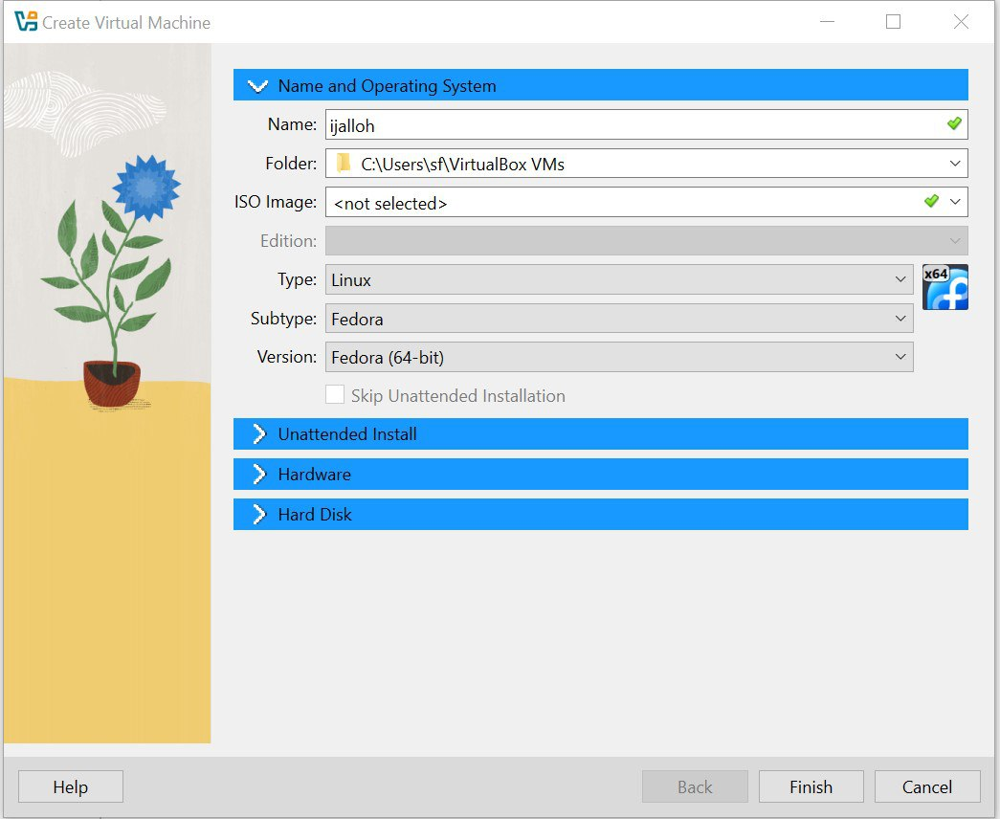 Create Virtual Machine
Name and Operating System
Name: ijalloh
Folder: C:\Users\sf\VirtualBox VMs
ISO Image: <not selected>
Edition:
Type: Linux
x64
Subtype: Fedora
Version: Fedora (64-bit)
Skip Unattended Installation
Unattended Install
Hardware
Hard Disk
Help Back Finish Cancel